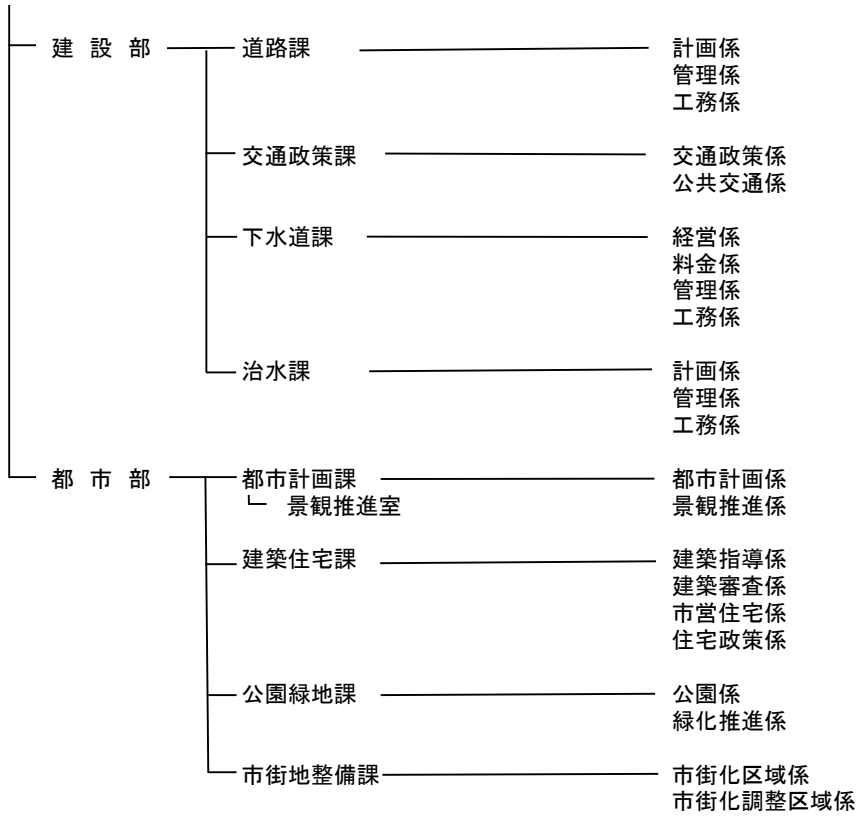 建設部 道路課 計画係
管理係
工務係
交通政策課 交通政策係
公共交通係
下水道課 経営係
料金係
管理係
工務係
治水課 計画係
管理係
工務係
都市部 都市計画課 都市計画係
景観推進室 景観推進係
建築住宅課 建築指導係
建築審査係
市営住宅係
住宅政策係
公園緑地課 公園係
緑化推進係
市街地整備課 市街化区域係
市街化調整区域係